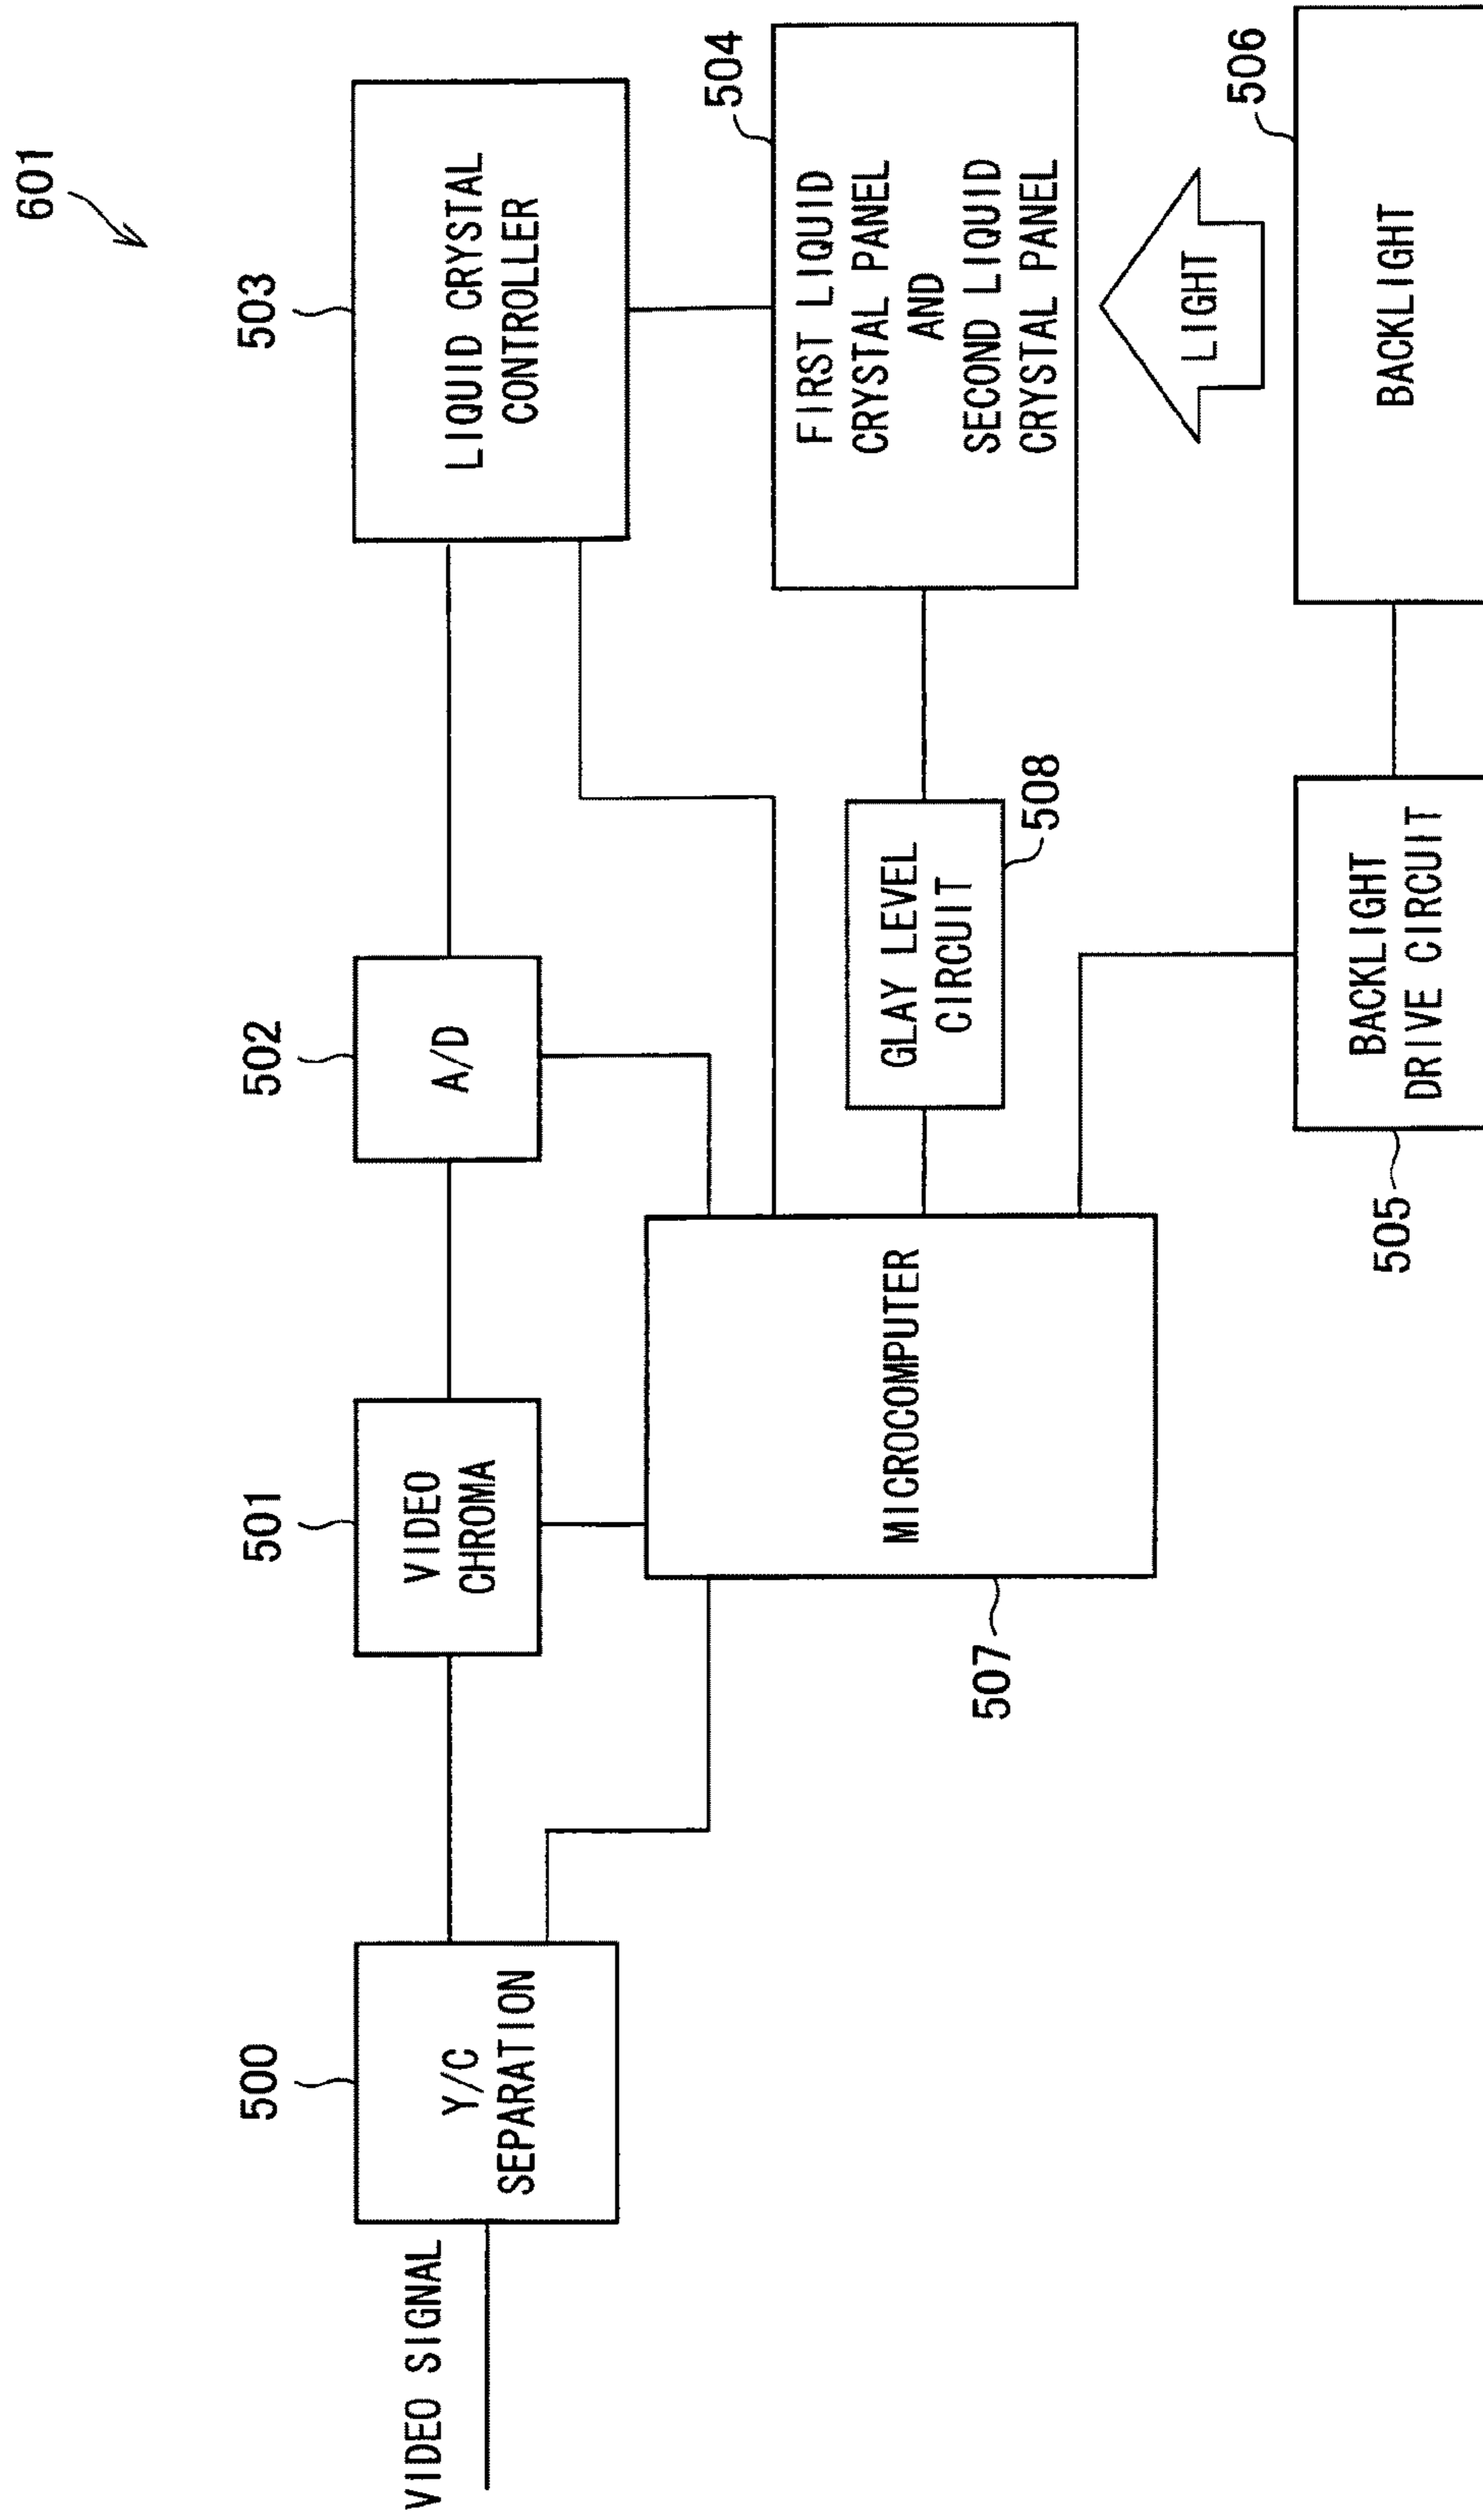 601
500
Y/C
SEPARATION
VIDEO SIGNAL
501
VIDEO
CHROMA
502
A/D
503
LIQUID CRYSTAL
CONTROLLER
504
FIRST LIQUID
CRYSTAL PANEL
AND
SECOND LIQUID
CRYSTAL PANEL
MICROCOMPUTER
507
GLAY LEVEL
CIRCUIT
508
LIGHT
505
BACKLIGHT
DRIVE CIRCUIT
506
BACKLIGHT